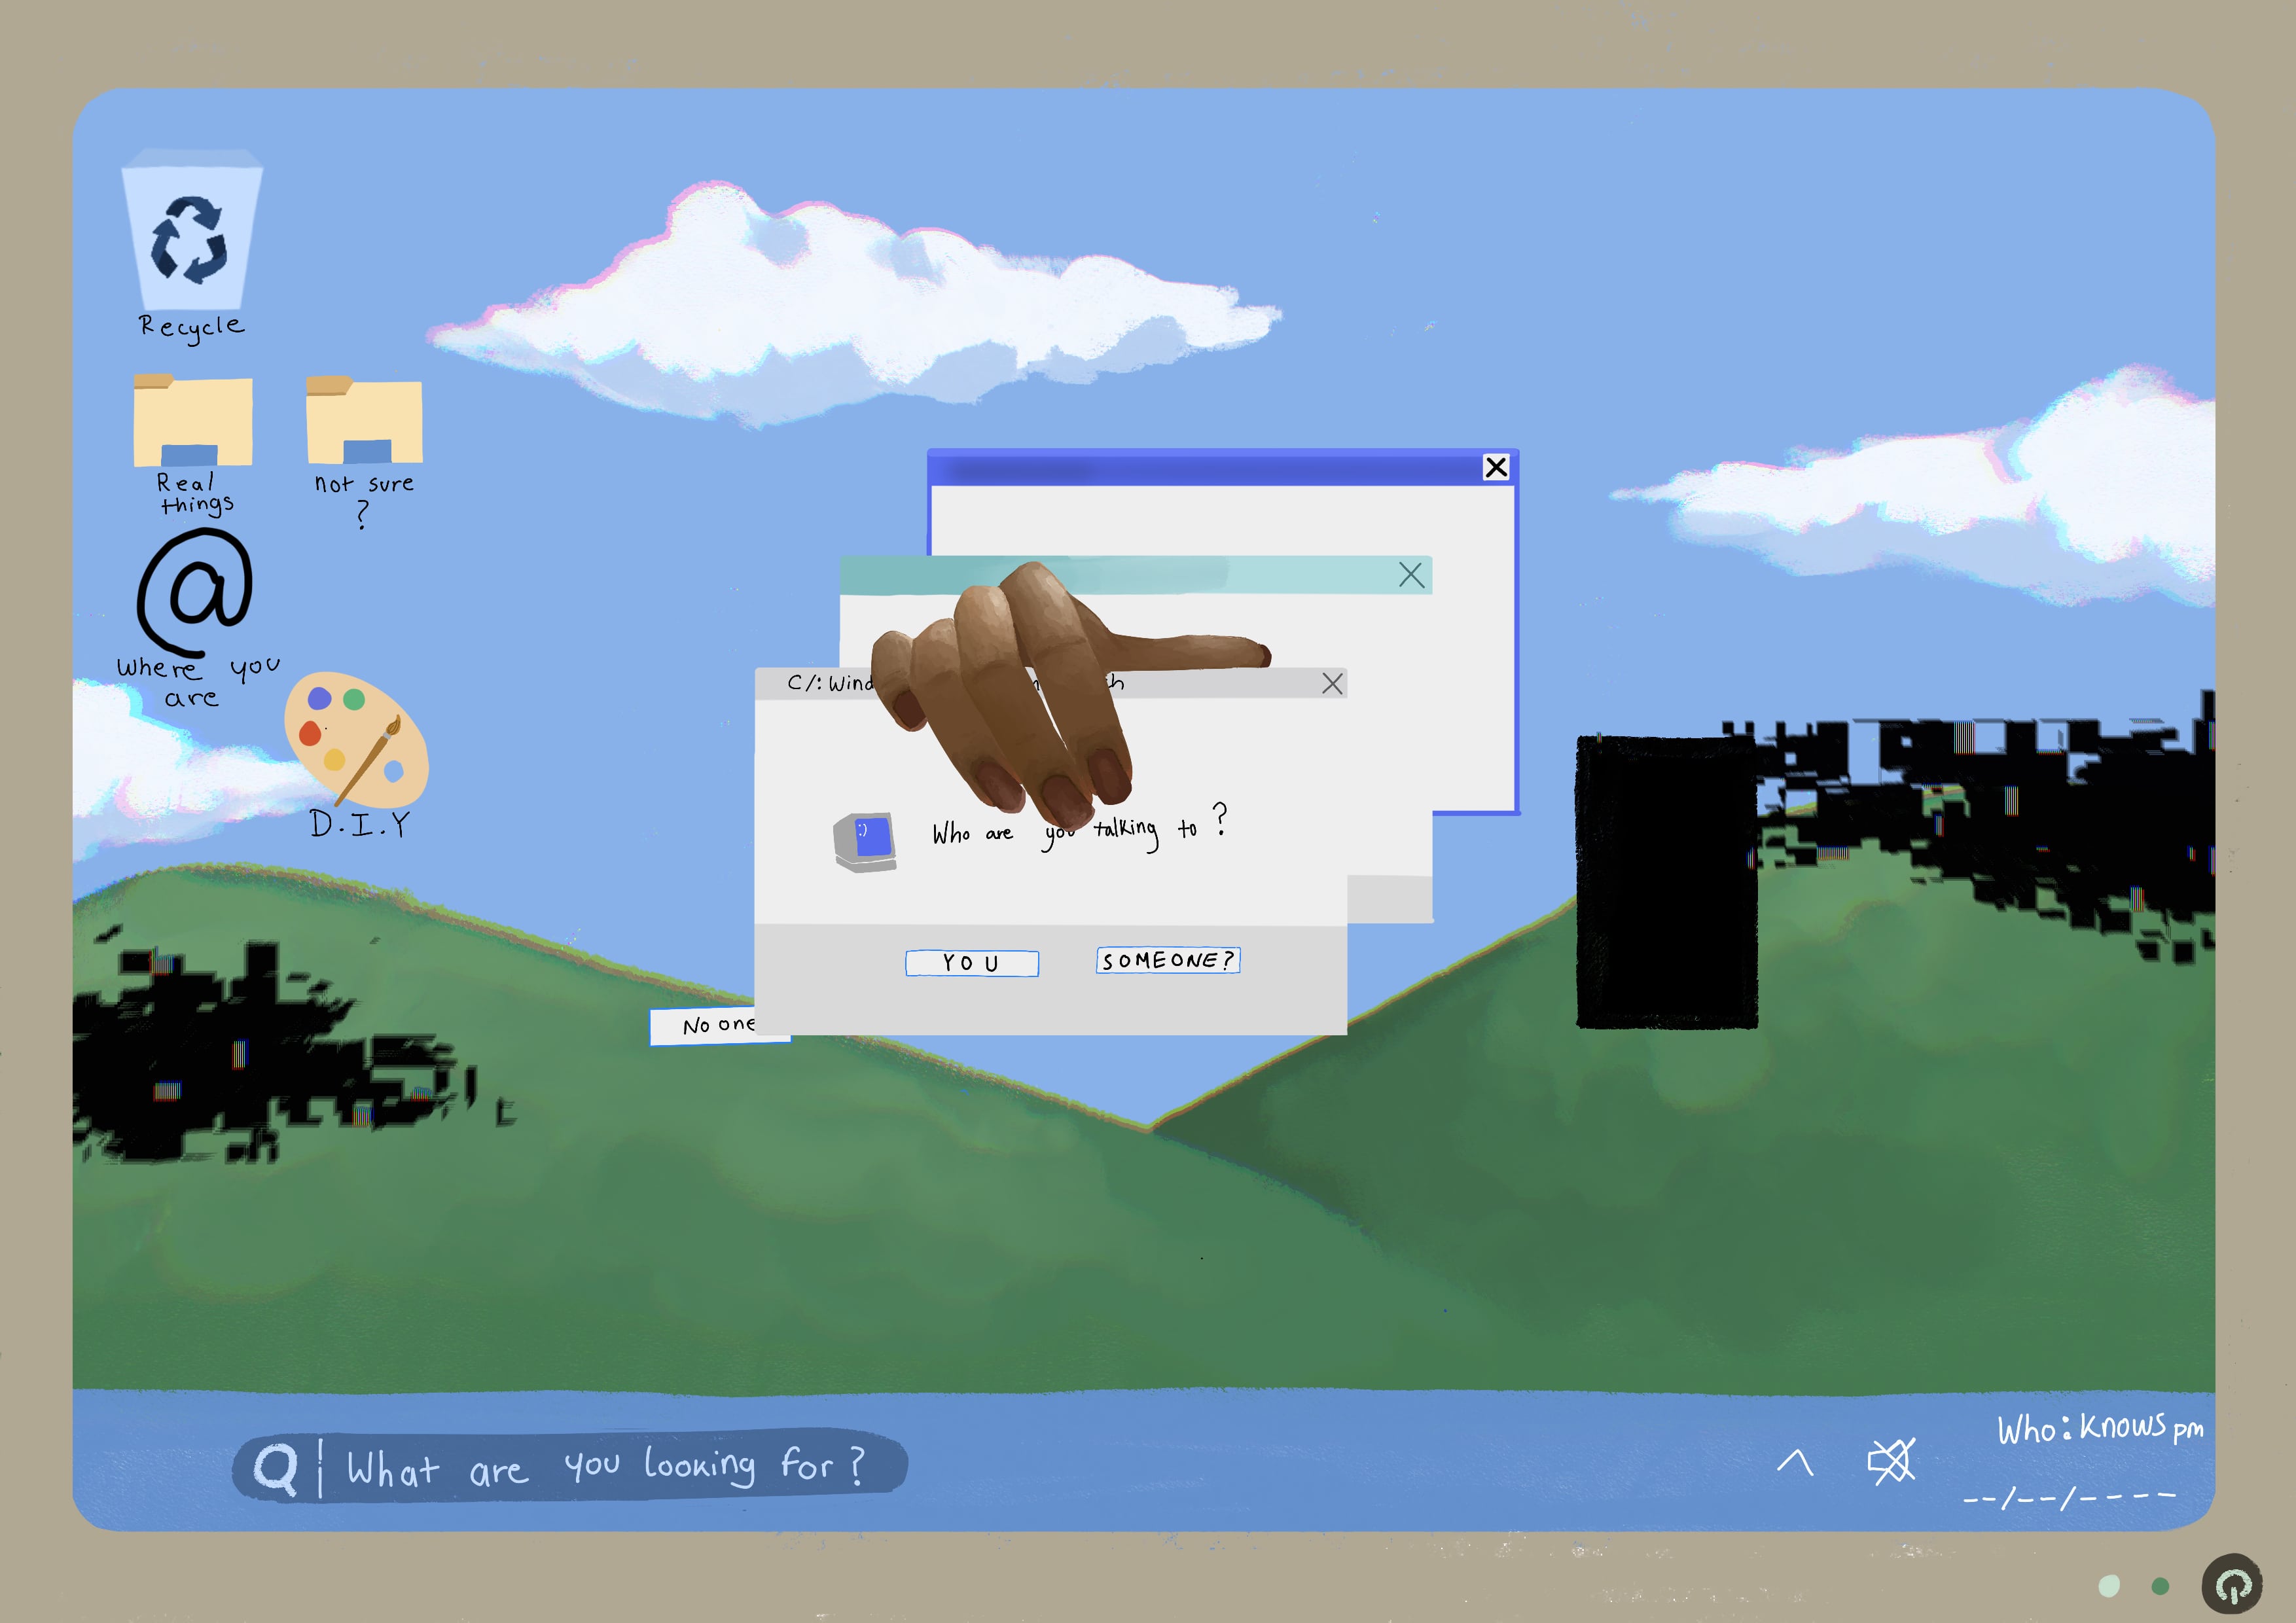 Recycle
Real
things
not sure
?
@
Where you
are
D.I.Y
C/: Wind
:)
Who are you talking to ?
YOU
SOMEONE?
No one
Q | What are you looking for ?
Who:Knows pm
--/--/----